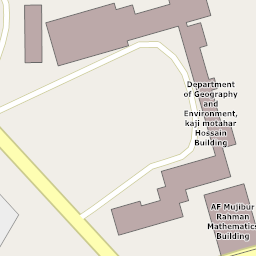 Department
of Geography
and
Environment,
kaji motahar
Hossain
Building
AF Mujibur
Rahman
Mathematics
Building